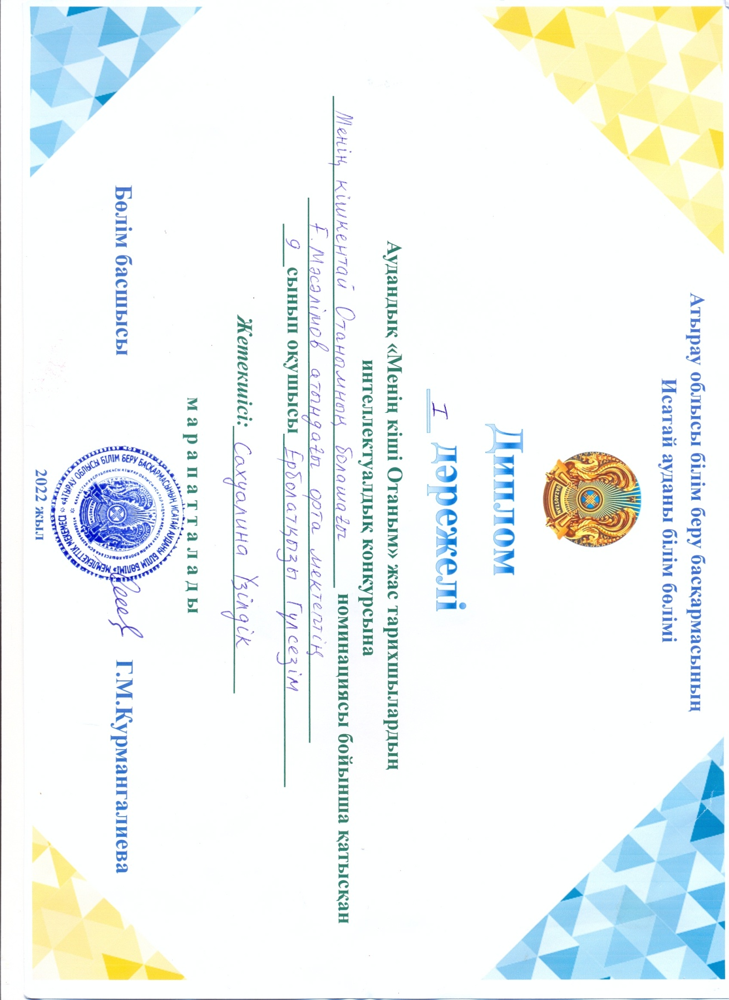 Атырау облысы білім беру басқармасының
Исатай ауданы білім бөлімі
QAZAQSTAN
Диплом
I дәрежелі
Аудандық «Менің кіші Отаным» жас тарихшылардың
интеллектуалдық конкурсына
Менің кішкентай Отанымның болашағы номинациясы бойынша қатысқан
Ғ.Мәсәлімов атындағы орта мектептің
9 сынып оқушысы Ерболатқызы Гүлсезім
Жетекшісі: Сахуалина Үзілдік
марапатталады
Бөлім басшысы Г.М.Курмангалиева
«АТЫРАУ ОБЛЫСЫ БІЛІМ БЕРУ БАСҚАРМАСЫНЫҢ ИСАТАЙ АУДАНЫ БІЛІМ БӨЛІМІ» МЕМЛЕКЕТТІК МЕКЕМЕСІ
2022 жыл